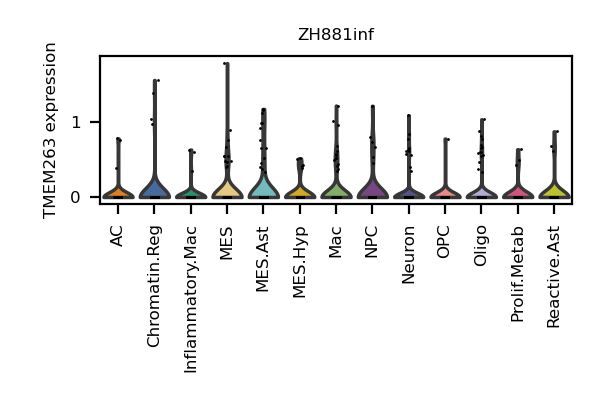 ZH881inf
TMEM263 expression
1
0
AC
Chromatin.Reg
Inflammatory.Mac
MES
MES.Ast
MES.Hyp
Mac
NPC
Neuron
OPC
Oligo
Prolif.Metab
Reactive.Ast